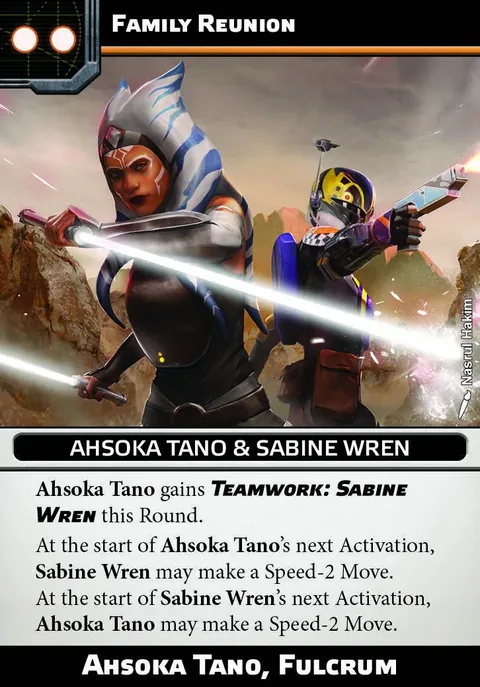 Family Reunion
Nasrul Hakim
AHSOKA TANO & SABINE WREN
Ahsoka Tano gains Teamwork: Sabine
Wren this Round.
At the start of Ahsoka Tano's next Activation,
Sabine Wren may make a Speed-2 Move.
At the start of Sabine Wren's next Activation,
Ahsoka Tano may make a Speed-2 Move.
Ahsoka Tano, Fulcrum